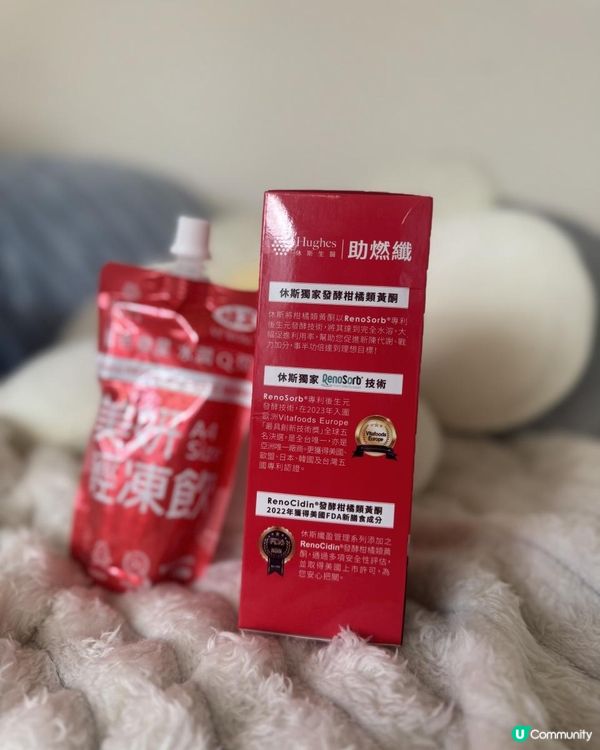 Hughes
休斯生醫
助燃纖
休斯獨家發酵柑橘類黃酮
休斯將柑橘類黃酮以RenoSorb®專利
後生元發酵技術，將其達到完全水溶，大
幅促進利用率，幫助您促進新陳代謝、戰
力加分，事半功倍達到理想目標！
休斯獨家 RenoSorb® 技術
RenoSorb®專利後生元
發酵技術，在2023年入圍
歐洲Vitafoods Europe
「最具創新技術獎」全球五
名決選，是全台唯一，亦是
亞洲唯一廠商。更獲得美國、
歐盟、日本、韓國及台灣五
國專利認證。
Vitafoods
Europe
RenoCidin®發酵柑橘類黃酮
2022年獲得美國FDA新膳食成分
休斯纖盈管理系列添加之
RenoCidin®發酵柑橘類黃
酮，通過多項安全性評估，
並取得美國上市許可，為
您安心把關。
FDA
美妍
A4
Size
輕凍飲
U Community